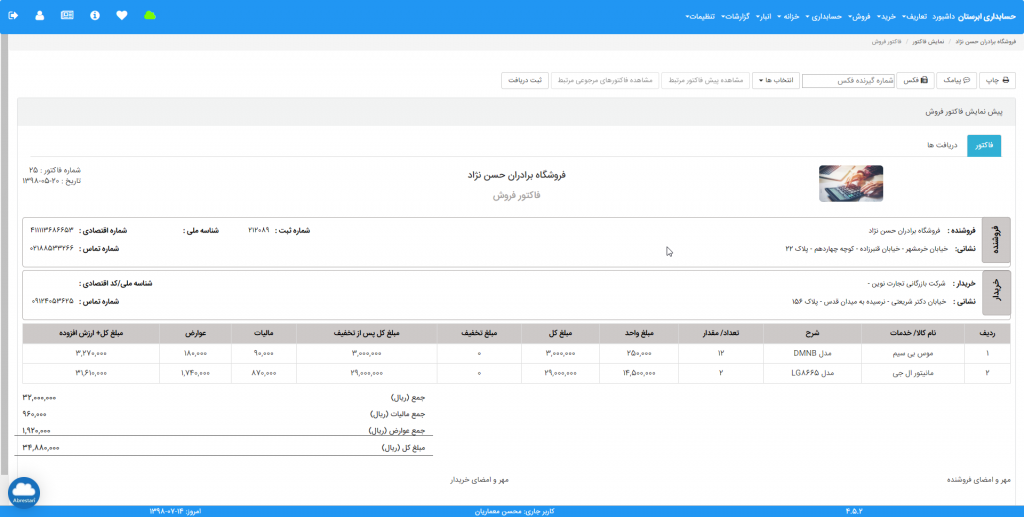 حسابداری ابرستان داشبورد تعاریف خرید فروش حسابداری خزانه انبار گزارشات تنظیمات
فروشگاه برادران حسن نژاد / نمایش فاکتور / فاکتور فروش
چاپ پیامک فکس شماره گیرنده فکس انتخاب ها مشاهده پیش فاکتور مرتبط مشاهده فاکتورهای مرجوعی مرتبط ثبت دریافت
پیش نمایش فاکتور فروش
فاکتور دریافت ها
شماره فاکتور : ۲۵
فروشگاه برادران حسن نژاد
تاریخ : ۱۳۹۸-۰۵-۲۰
فاکتور فروش
فروشنده
فروشنده : فروشگاه برادران حسن نژاد شماره ثبت : ۲۱۲۰۸۹ شناسه ملی : شماره اقتصادی : ۴۱۱۱۱۳۶۸۶۶۵۳
نشانی: خیابان خرمشهر - خیابان قنبرزاده - کوچه چهاردهم - پلاک ۲۲ شماره تماس : ۰۲۱۸۸۵۳۳۲۶۶
خریدار
خریدار : شرکت بازرگانی تجارت نوین - شناسه ملی/کد اقتصادی :
نشانی : خیابان دکتر شریعتی - نرسیده به میدان قدس - پلاک ۱۵۶ شماره تماس : ۰۹۱۲۴۰۵۳۶۲۵
ردیف نام کالا/ خدمات شرح تعداد/ مقدار مبلغ واحد مبلغ کل مبلغ تخفیف مبلغ کل پس از تخفیف مالیات عوارض مبلغ کل+ ارزش افزوده
۱ موس بی سیم مدل DMNB ۱۲ ۲۵۰,۰۰۰ ۳,۰۰۰,۰۰۰ ۰ ۳,۰۰۰,۰۰۰ ۹۰,۰۰۰ ۱۸۰,۰۰۰ ۳,۲۷۰,۰۰۰
۲ مانیتور ال جی مدل LG۸۶۶۵ ۲ ۱۴,۵۰۰,۰۰۰ ۲۹,۰۰۰,۰۰۰ ۰ ۲۹,۰۰۰,۰۰۰ ۸۷۰,۰۰۰ ۱,۷۴۰,۰۰۰ ۳۱,۶۱۰,۰۰۰
جمع (ریال) ۳۲,۰۰۰,۰۰۰
جمع مالیات (ریال) ۹۶۰,۰۰۰
جمع عوارض (ریال) ۱,۹۲۰,۰۰۰
مبلغ کل (ریال) ۳۴,۸۸۰,۰۰۰
مهر و امضای فروشنده مهر و امضای خریدار
Abrestan
۴.۵.۲ کاربر جاری: محسن معماریان امروز: ۱۴-۰۷-۱۳۹۸